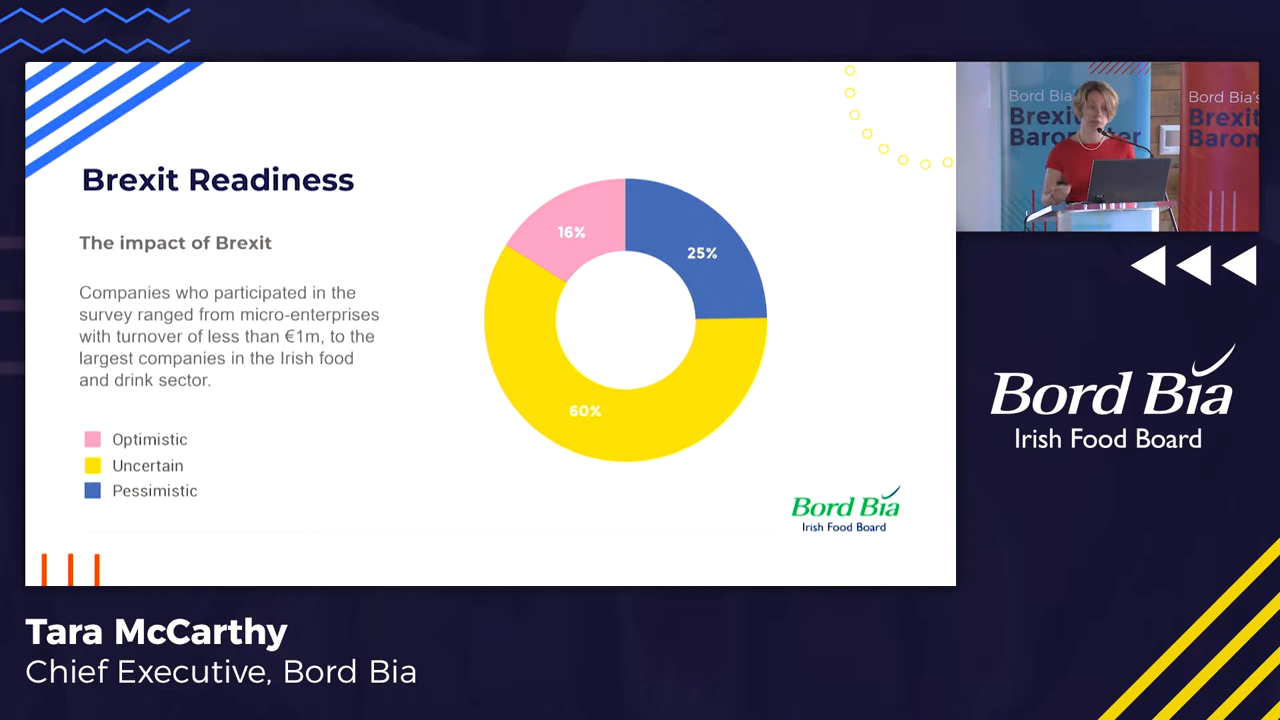 Brexit Readiness
The impact of Brexit
Companies who participated in the
survey ranged from micro-enterprises
with turnover of less than €1m, to the
largest companies in the Irish food
and drink sector.
Optimistic
Uncertain
Pessimistic
16%
25%
60%
Bord Bia
Irish Food Board
Bord Bia's
Brexit
Bord Bia's
Brexit
Bord Bia
Irish Food Board
Tara McCarthy
Chief Executive, Bord Bia